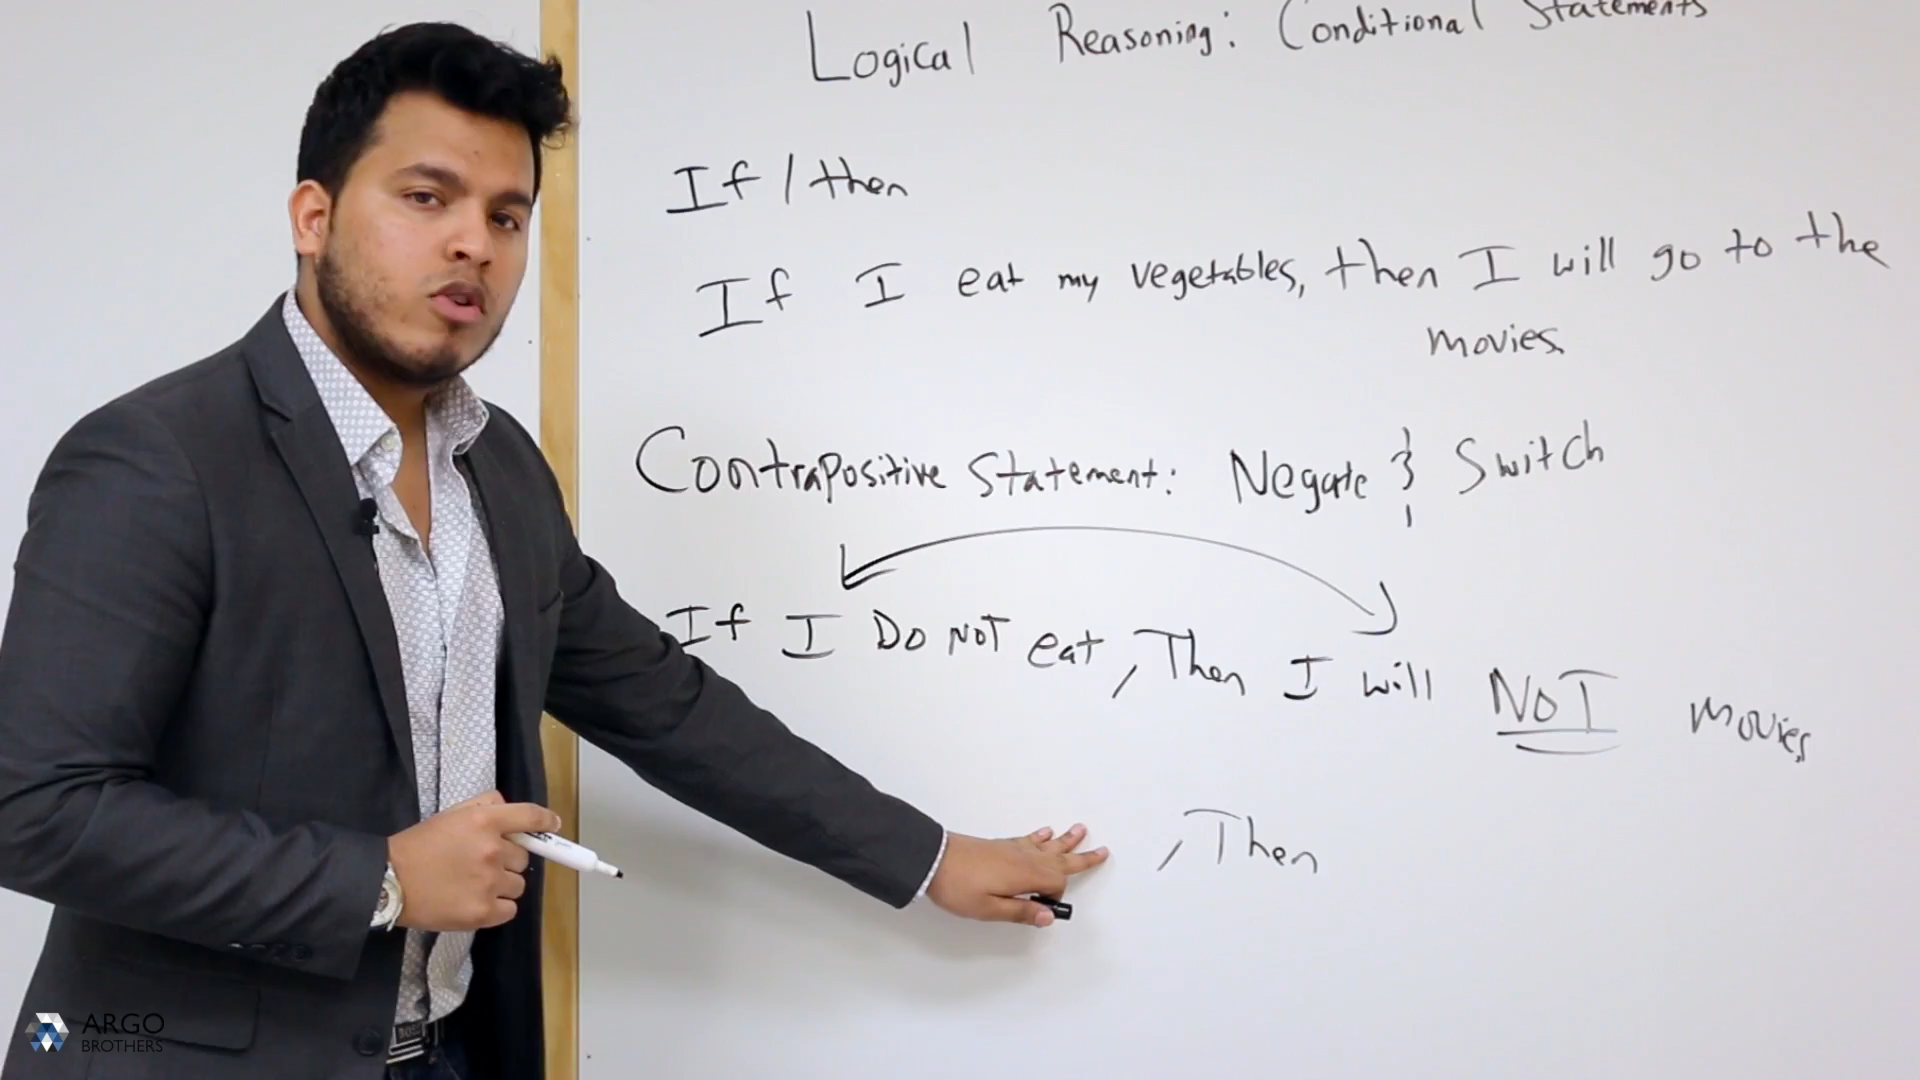 Logical Reasoning: Conditional Statements
If / then
If I eat my vegetables, then I will go to the
movies.
Contrapositive Statement: Negate & Switch
If I Do NOT eat, Then I will NOT movies
, Then
ARGO
BROTHERS